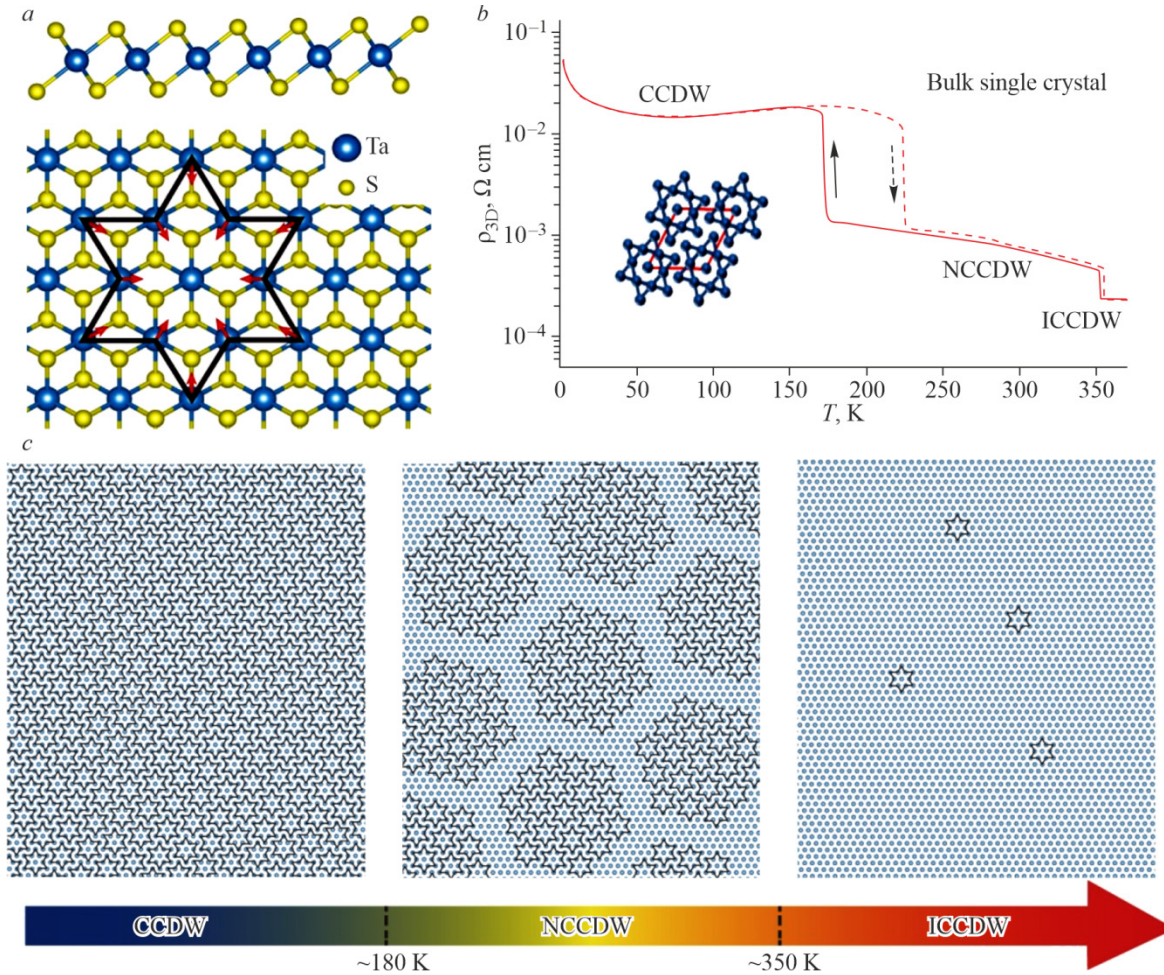 a
b
Ta
S
10⁻¹
10⁻²
10⁻³
10⁻⁴
ρ3D, Ω cm
CCDW
Bulk single crystal
NCCDW
ICCDW
0
50
100
150
200
250
300
350
T, K
c
CCDW
NCCDW
ICCDW
~180 K
~350 K